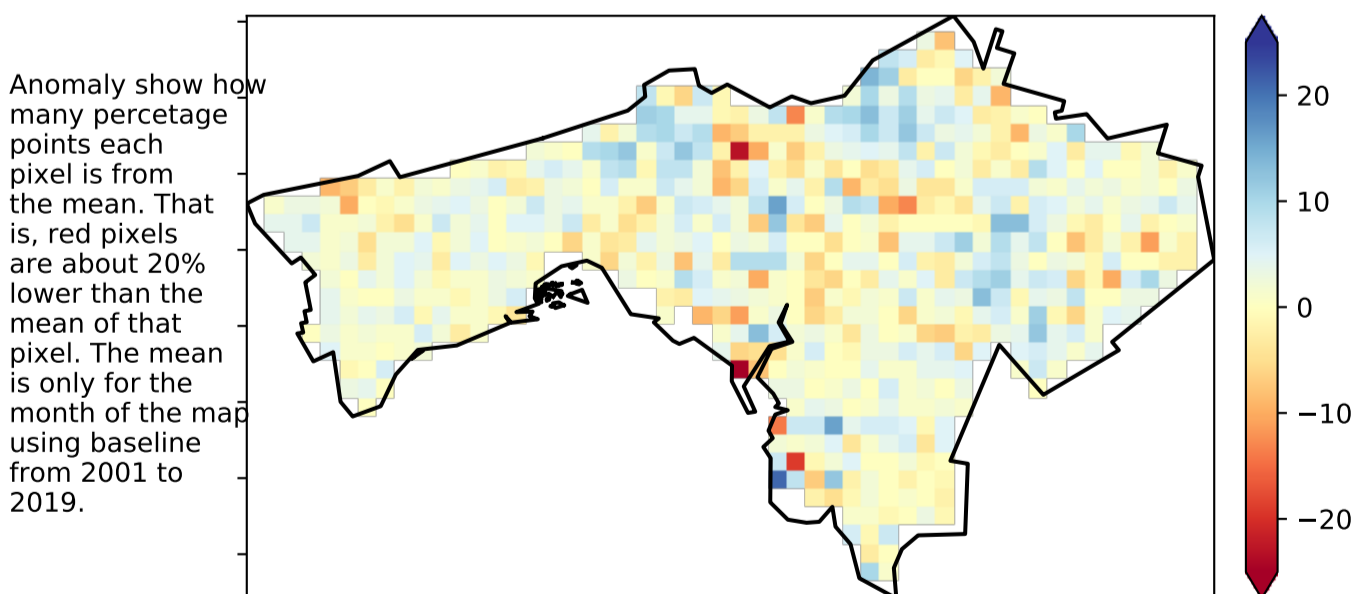 Anomaly show how
many percetage
points each
pixel is from
the mean. That
is, red pixels
are about 20%
lower than the
mean of that
pixel. The mean
is only for the
month of the map
using baseline
from 2001 to
2019.
20
10
0
−10
−20